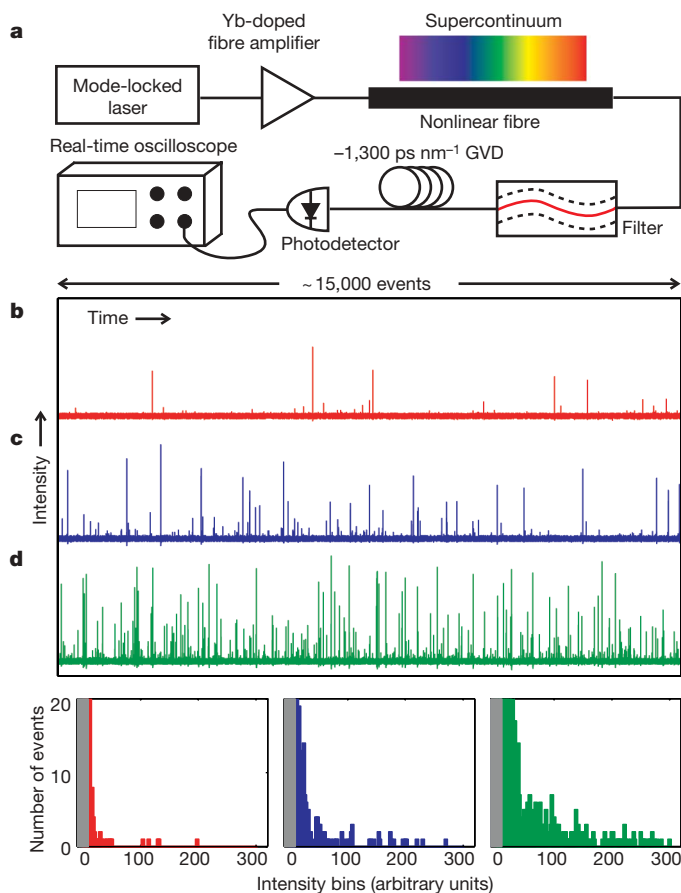 a
Yb-doped
fibre amplifier
Supercontinuum
Mode-locked
laser
Nonlinear fibre
Real-time oscilloscope
–1,300 ps nm⁻¹ GVD
Photodetector
Filter
~15,000 events
b
Time
c
Intensity
d
Number of events
20
10
0
0 100 200 300
0 100 200 300
0 100 200 300
Intensity bins (arbitrary units)